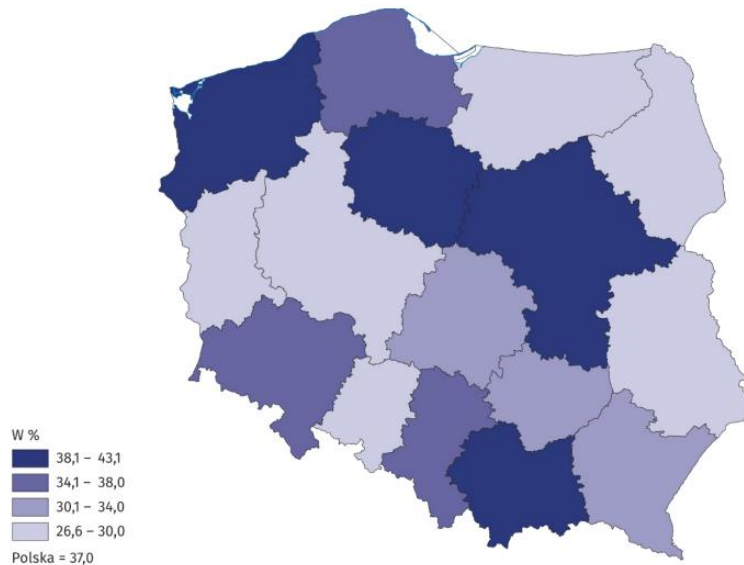 W %
38,1 – 43,1
34,1 – 38,0
30,1 – 34,0
26,6 – 30,0
Polska = 37,0